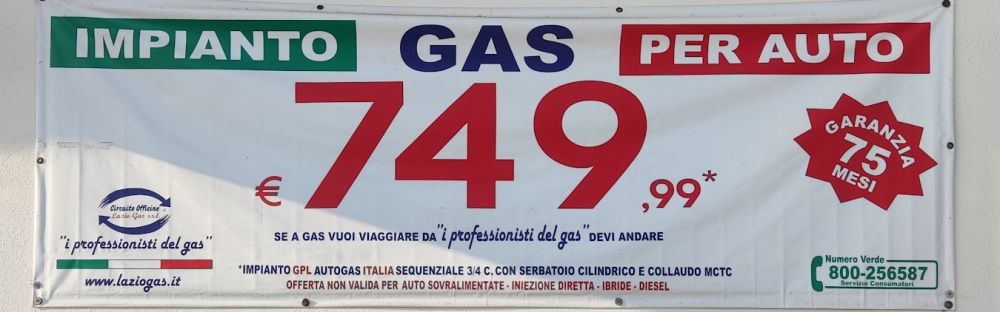 IMPIANTO GAS PER AUTO
€ 749,99*
GARANZIA
75
MESI
Circuito Officine
Lazio Gas s.r.l.
"i professionisti del gas"
www.laziogas.it
SE A GAS VUOI VIAGGIARE DA "i professionisti del gas" DEVI ANDARE
*IMPIANTO GPL AUTOGAS ITALIA SEQUENZIALE 3/4 C. CON SERBATOIO CILINDRICO E COLLAUDO MCTC
OFFERTA NON VALIDA PER AUTO SOVRALIMENTATE - INIEZIONE DIRETTA - IBRIDE - DIESEL
Numero Verde
800-256587
Servizio Consumatori